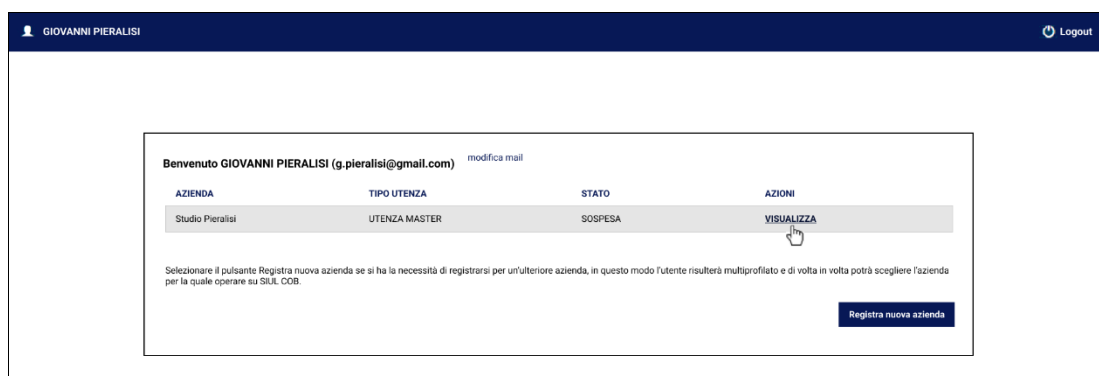 GIOVANNI PIERALISI
Logout
Benvenuto GIOVANNI PIERALISI (g.pieralisi@gmail.com) modifica mail
AZIENDA TIPO UTENZA STATO AZIONI
Studio Pieralisi UTENZA MASTER SOSPESA VISUALIZZA
Selezionare il pulsante Registra nuova azienda se si ha la necessità di registrarsi per un'ulteriore azienda, in questo modo l'utente risulterà multiprofilato e di volta in volta potrà scegliere l'azienda
per la quale operare su SIUL COB.
Registra nuova azienda